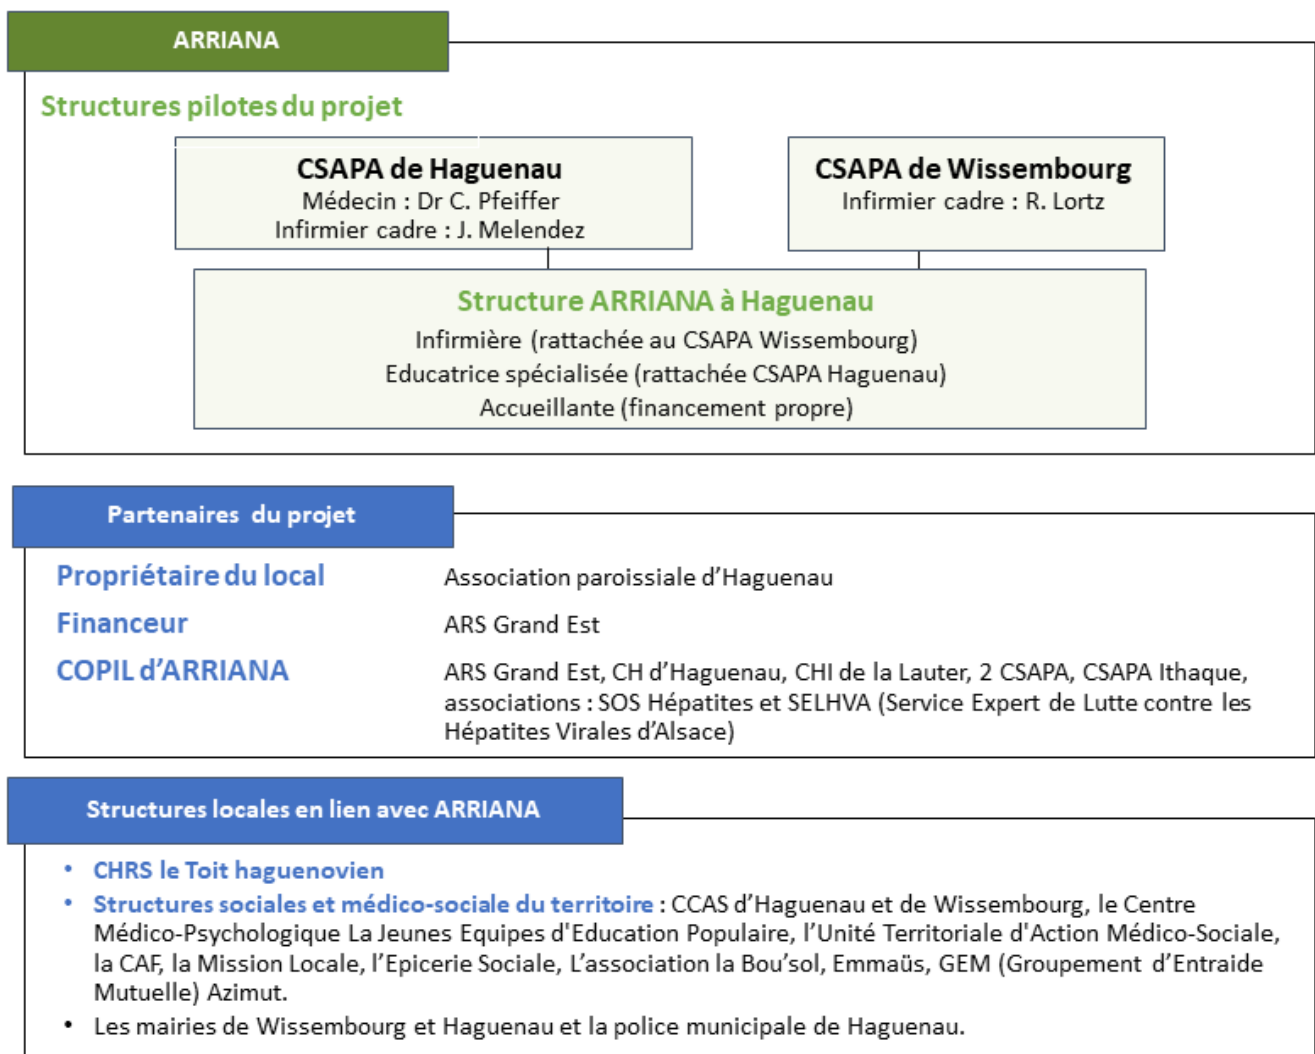 ARRIANA
Structures pilotes du projet
CSAPA de Haguenau
Médecin : Dr C. Pfeiffer
Infirmier cadre : J. Melendez
CSAPA de Wissembourg
Infirmier cadre : R. Lortz
Structure ARRIANA à Haguenau
Infirmière (rattachée au CSAPA Wissembourg)
Educatrice spécialisée (rattachée CSAPA Haguenau)
Accueillante (financement propre)
Partenaires du projet
Propriétaire du local Association paroissiale d’Haguenau
Financeur ARS Grand Est
COPIL d’ARRIANA ARS Grand Est, CH d’Haguenau, CHI de la Lauter, 2 CSAPA, CSAPA Ithaque,
associations : SOS Hépatites et SELHVA (Service Expert de Lutte contre les
Hépatites Virales d’Alsace)
Structures locales en lien avec ARRIANA
• CHRS le Toit haguenovien
• Structures sociales et médico-sociale du territoire : CCAS d’Haguenau et de Wissembourg, le Centre
Médico-Psychologique La Jeunes Equipes d'Education Populaire, l’Unité Territoriale d'Action Médico-Sociale,
la CAF, la Mission Locale, l’Epicerie Sociale, L’association la Bou’sol, Emmaüs, GEM (Groupement d’Entraide
Mutuelle) Azimut.
• Les mairies de Wissembourg et Haguenau et la police municipale de Haguenau.